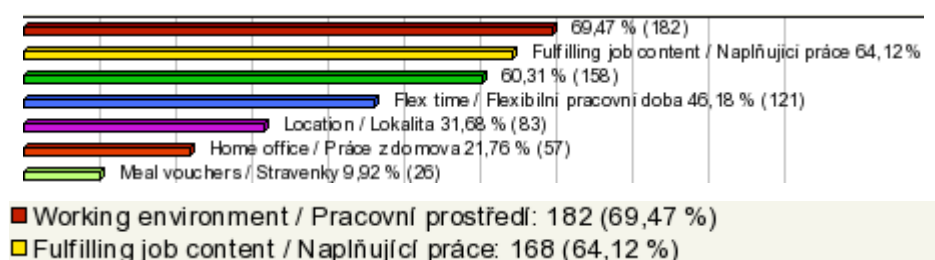 69,47 % (182)
Fulfilling job content / Naplňující práce 64,12%
60,31 % (158)
Flex time / Flexibilní pracovní doba 46,18 % (121)
Location / Lokalita 31,68 % (83)
Home office / Práce z domova 21,76 % (57)
Meal vouchers / Stravenky 9,92 % (26)
Working environment / Pracovní prostředí: 182 (69,47 %)
Fulfilling job content / Naplňující práce: 168 (64,12 %)